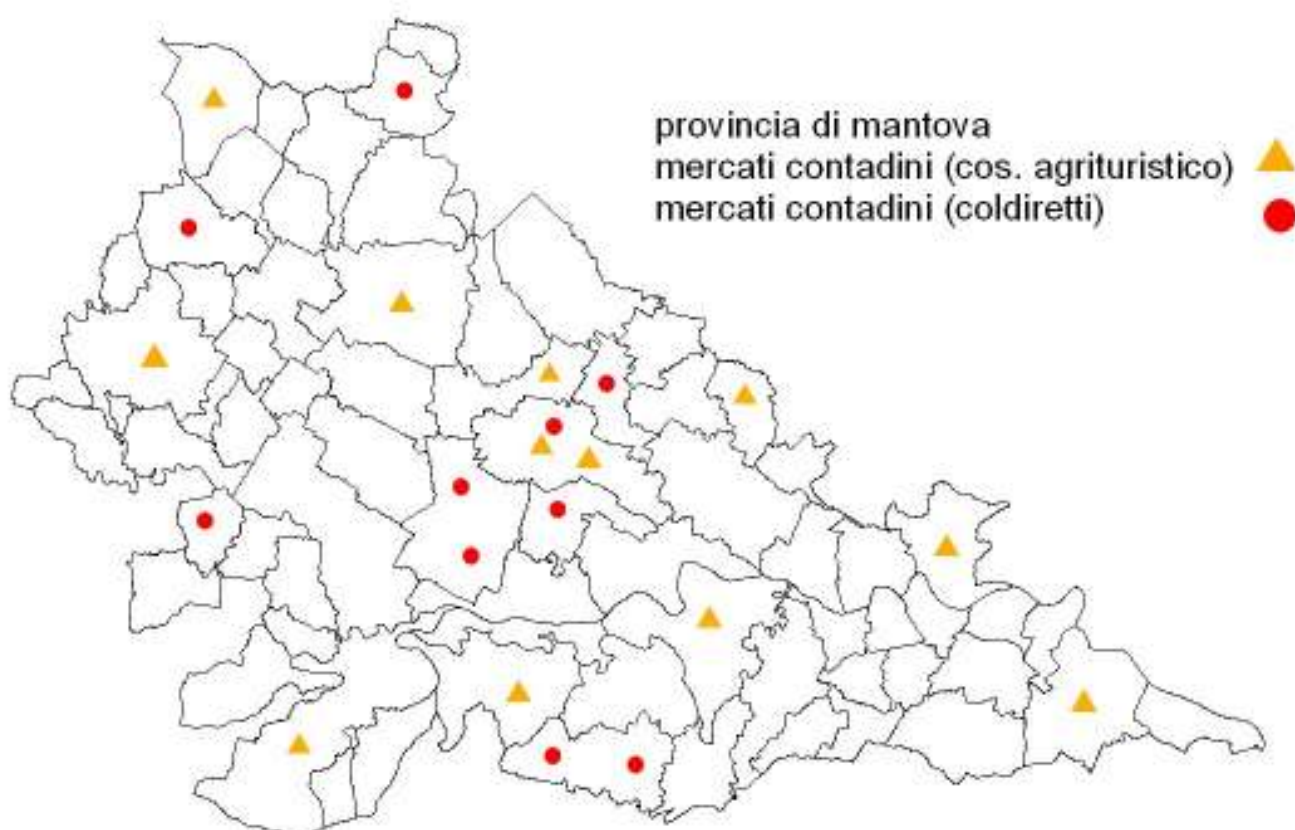 provincia di mantova
mercati contadini (cos. agrituristico)
mercati contadini (coldiretti)